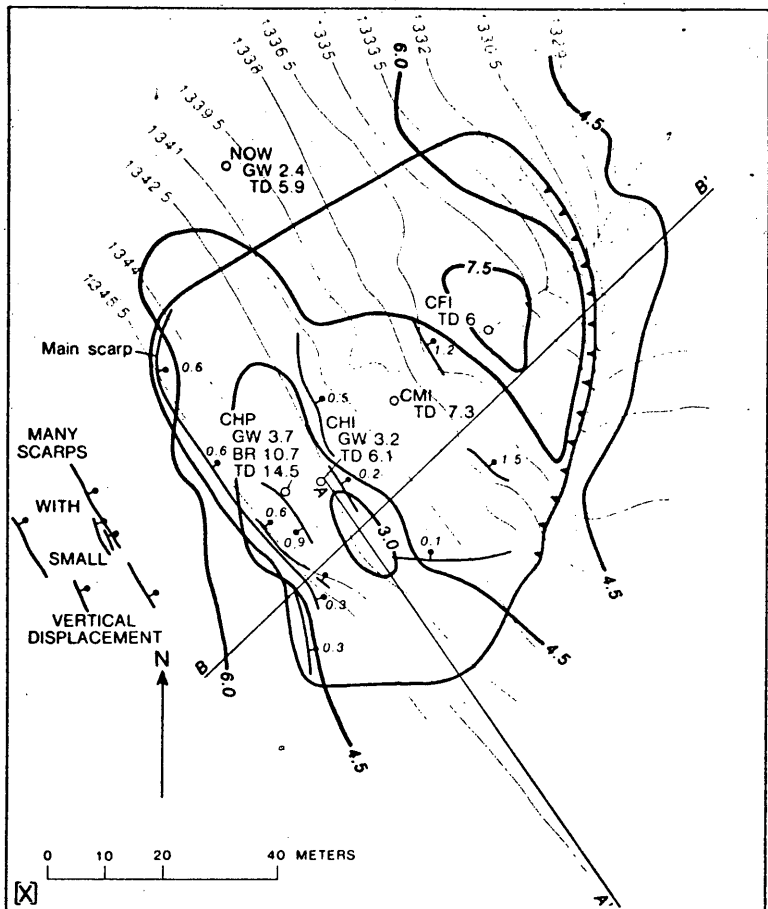 1338
1336 5
1335
1333 5
1332
1330.5
1329
6.0
4.5
1339 5
1341
1342 5
1344
1345.5
NOW
GW 2.4
TD 5.9
B'
7.5
CFI
TD 6
Main scarp
0.6
1.2
0.5
CMI
TD 7.3
CHP
GW 3.7
BR 10.7
TD 14.5
CHI
GW 3.2
TD 6.1
MANY
SCARPS
WITH
SMALL
VERTICAL
DISPLACEMENT
0.6
0.2
1 5
A
0.6
0.9
3.0
0.1
0.3
0.3
4.5
4.5
B
6.0
4.5
N
A'
0 10 20 40 METERS
[X]